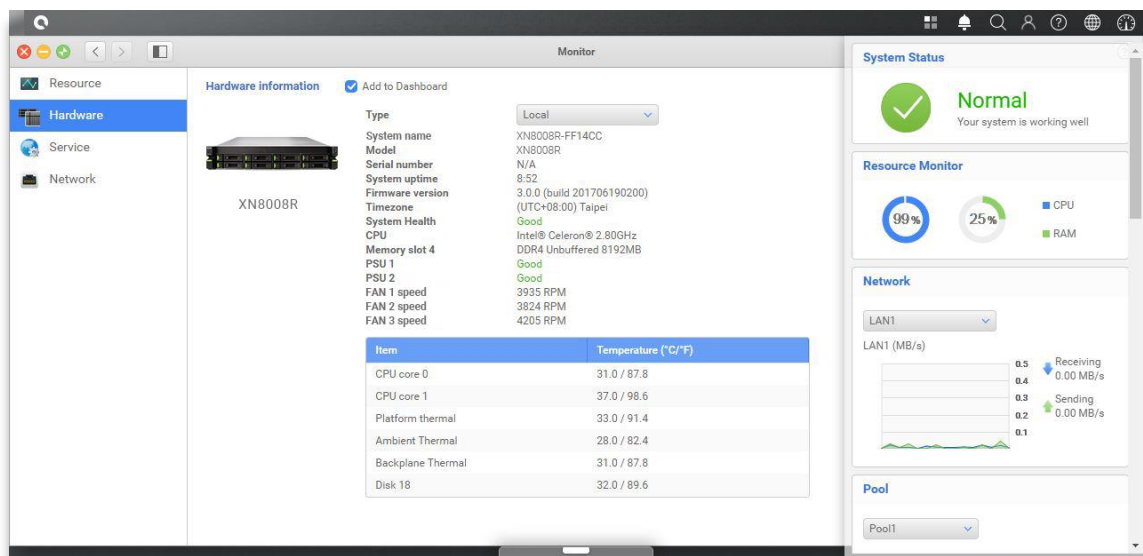 Monitor
Resource
Hardware
Service
Network
Hardware information
Add to Dashboard
XN8008R
Type Local
System name XN8008R-FF14CC
Model XN8008R
Serial number N/A
System uptime 8:52
Firmware version 3.0.0 (build 201706190200)
Timezone (UTC+08:00) Taipei
System Health Good
CPU Intel® Celeron® 2.80GHz
Memory slot 4 DDR4 Unbuffered 8192MB
PSU 1 Good
PSU 2 Good
FAN 1 speed 3935 RPM
FAN 2 speed 3824 RPM
FAN 3 speed 4205 RPM
Item Temperature (°C/°F)
CPU core 0 31.0 / 87.8
CPU core 1 37.0 / 98.6
Platform thermal 33.0 / 91.4
Ambient Thermal 28.0 / 82.4
Backplane Thermal 31.0 / 87.8
Disk 18 32.0 / 89.6
System Status
Normal
Your system is working well
Resource Monitor
99%
25%
CPU
RAM
Network
LAN1
LAN1 (MB/s)
0.5
0.4
0.3
0.2
0.1
Receiving
0.00 MB/s
Sending
0.00 MB/s
Pool
Pool1